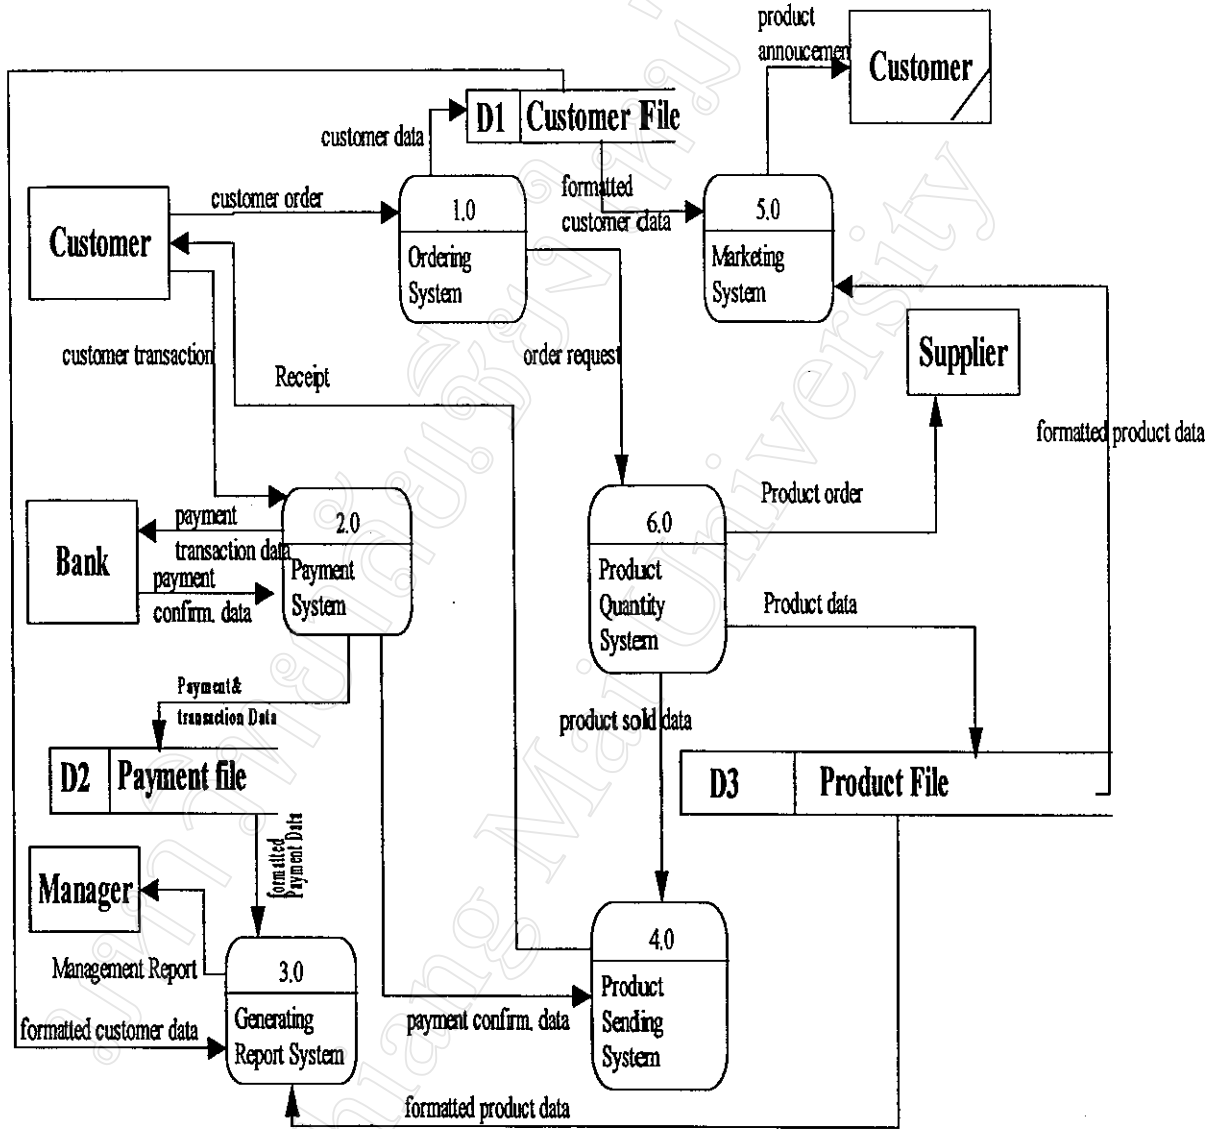 product
annoucemen
Customer
D1 Customer File
customer data
customer order
1.0
Ordering
System
formatted
customer data
5.0
Marketing
System
Customer
customer transaction
Receipt
order request
Supplier
formatted product data
Bank
payment
transaction data
payment
confirm. data
2.0
Payment
System
6.0
Product
Quantity
System
Product order
Product data
Payment&
transaction Data
product sold data
D2 Payment file
D3 Product File
formatted
Payment Data
Manager
Management Report
3.0
Generating
Report System
4.0
Product
Sending
System
payment confirm. data
formatted customer data
formatted product data
hiang Mai University